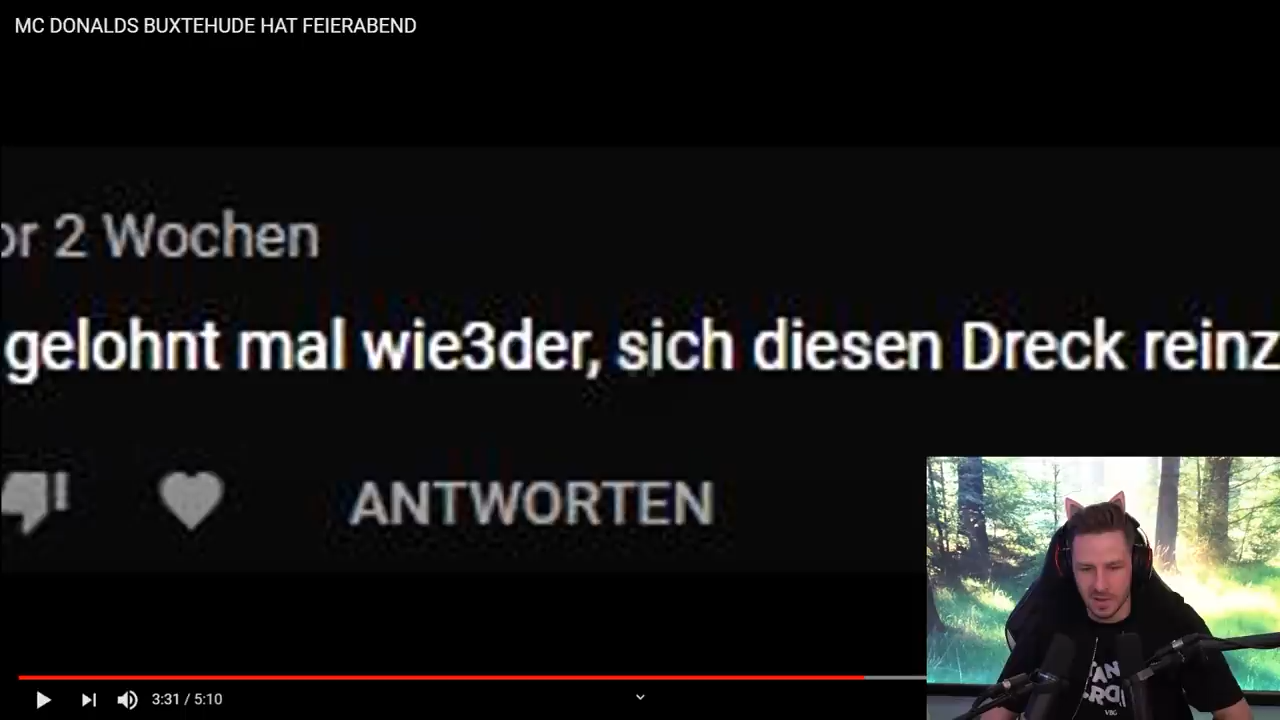 MC DONALDS BUXTEHUDE HAT FEIERABEND
or 2 Wochen
gelohnt mal wie3der, sich diesen Dreck reinz
ANTWORTEN
3:31 / 5:10
VBG